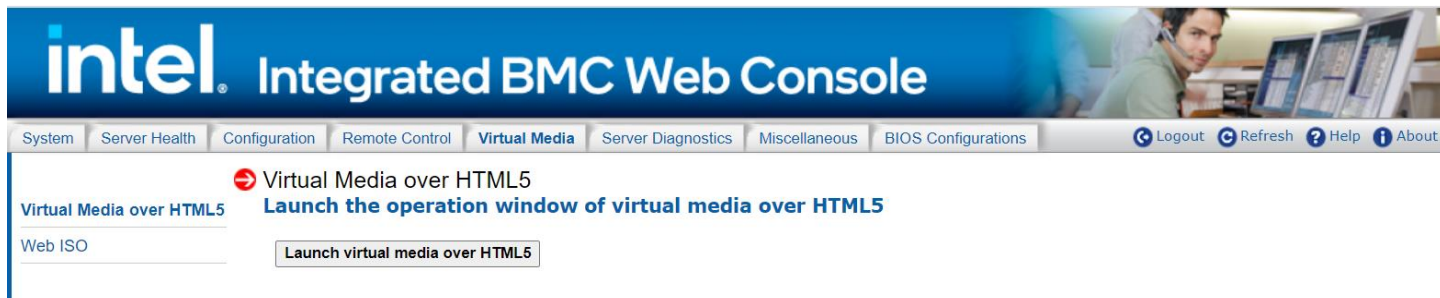 intel. Integrated BMC Web Console
System Server Health Configuration Remote Control Virtual Media Server Diagnostics Miscellaneous BIOS Configurations Logout Refresh Help About
Virtual Media over HTML5
Web ISO
Virtual Media over HTML5
Launch the operation window of virtual media over HTML5
Launch virtual media over HTML5